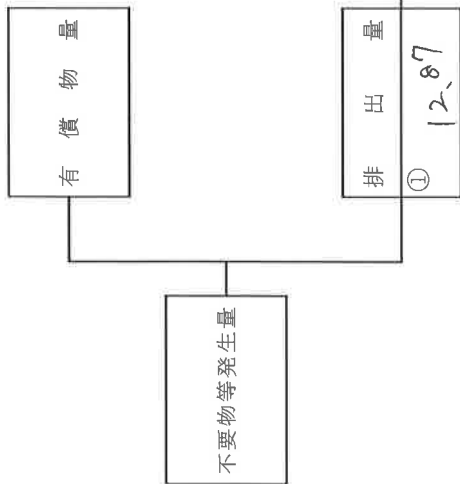 有償物量
不要物等発生量
排出量
①
12.87